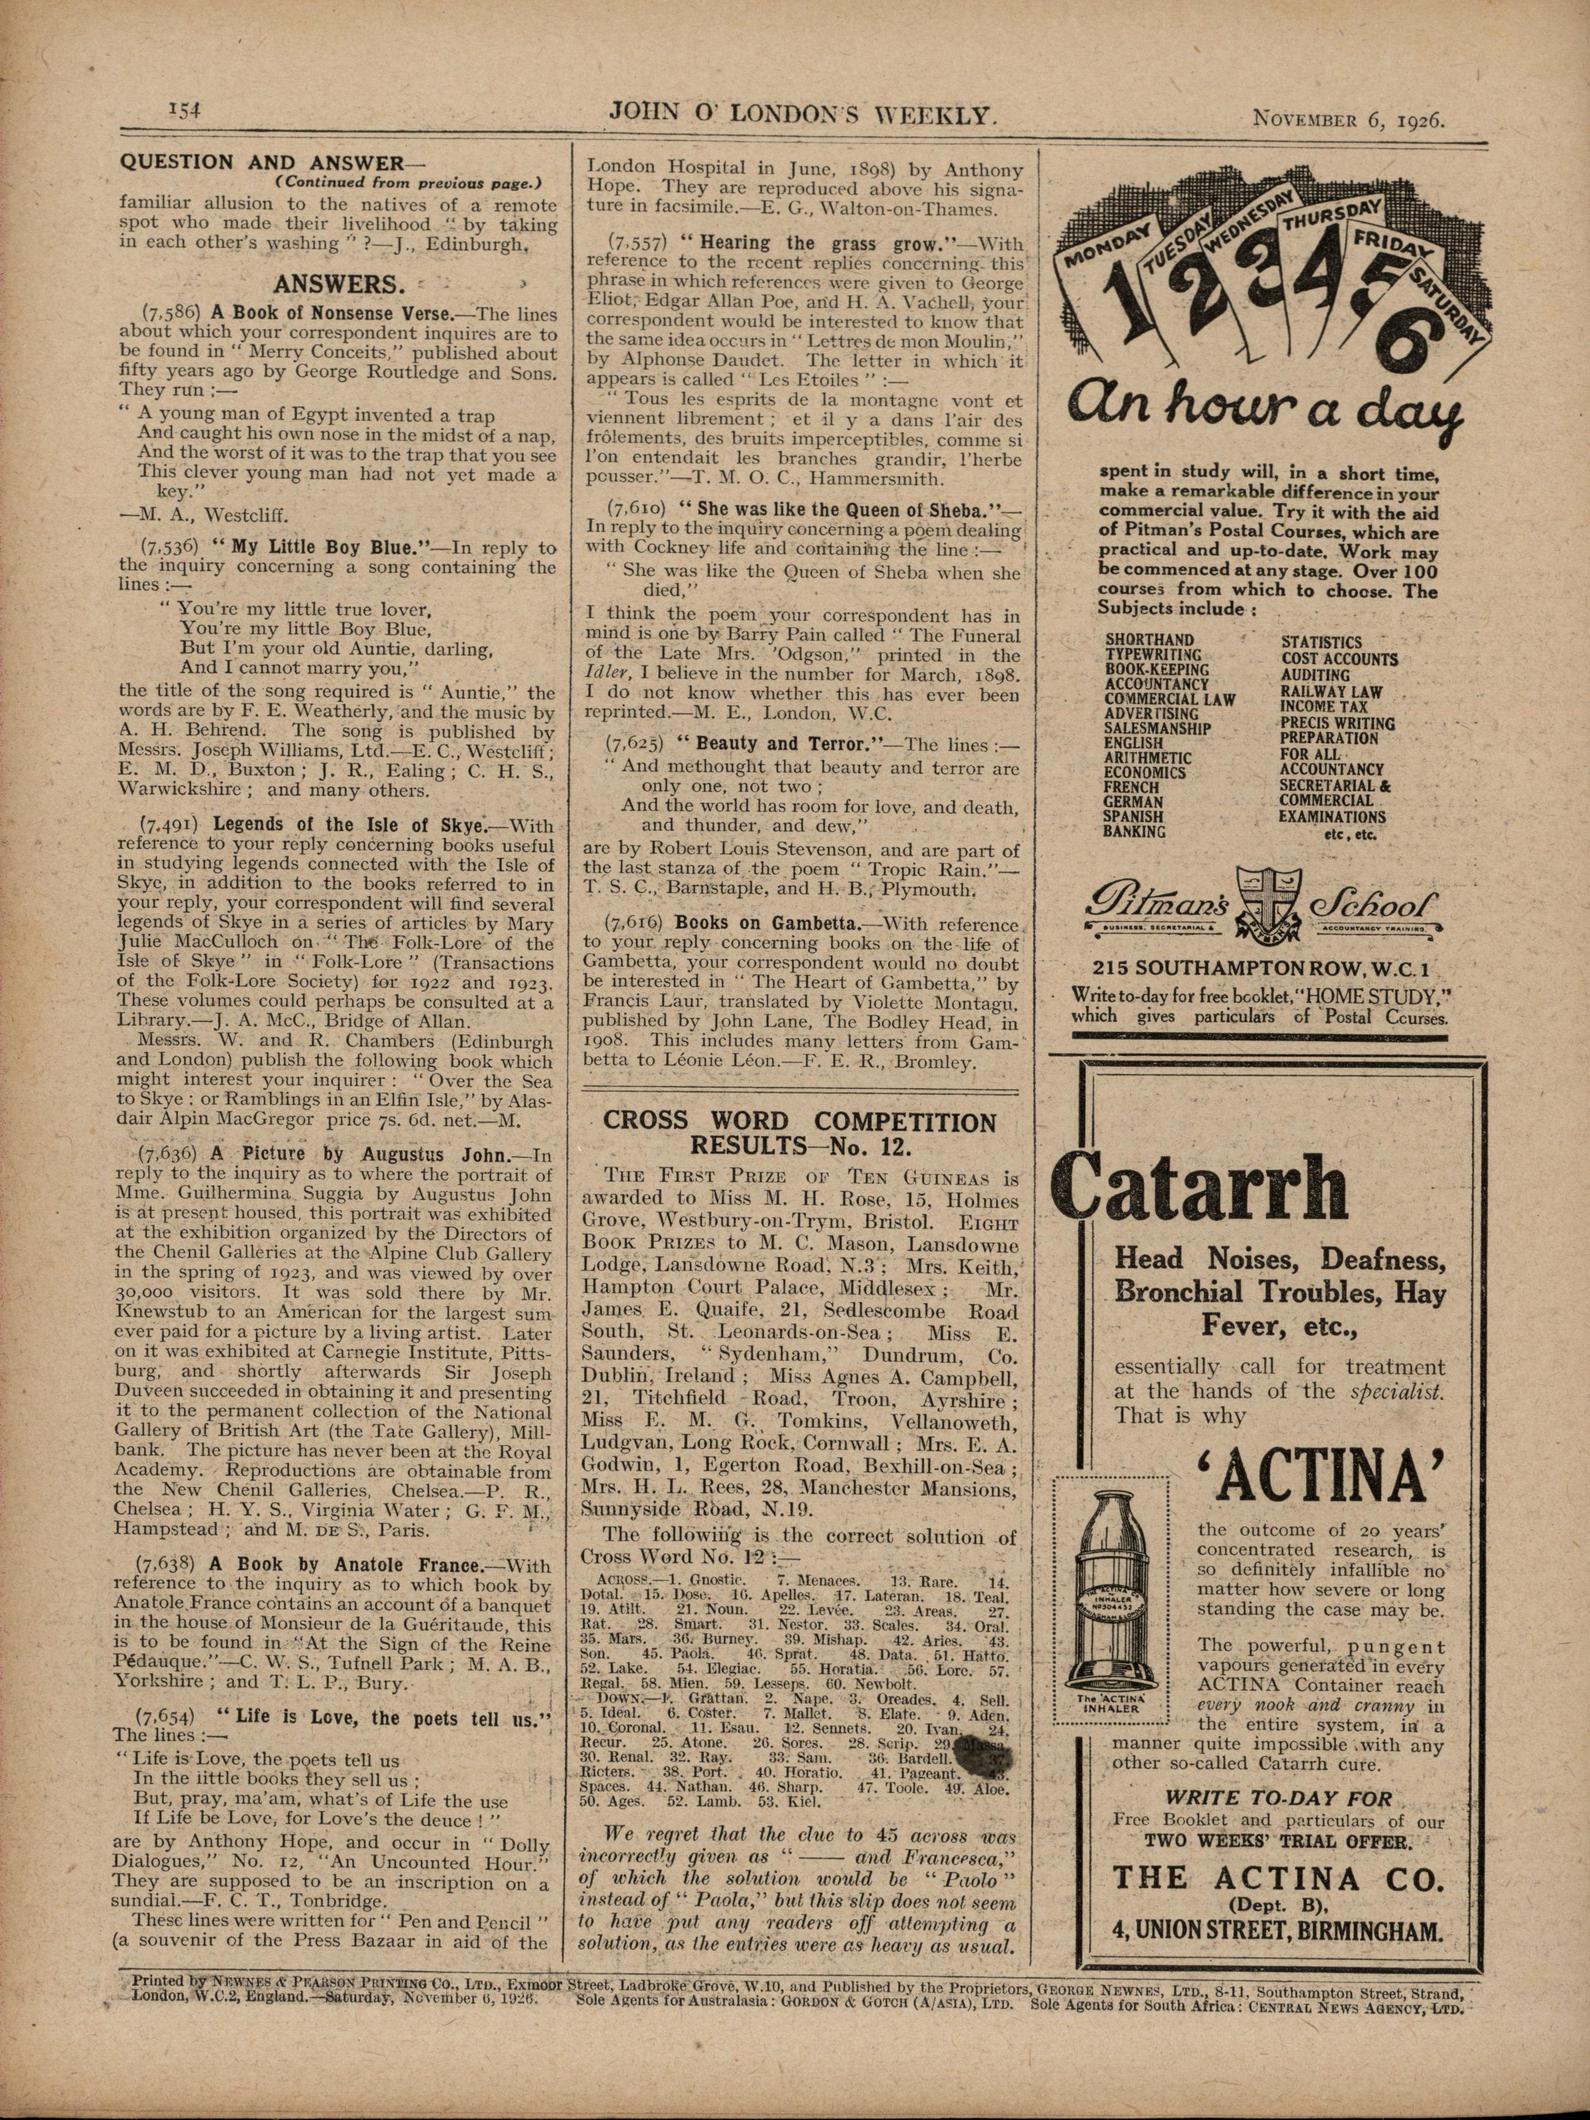 154
JOHN O' LONDON'S WEEKLY.
NOVEMBER 6, 1926.
QUESTION AND ANSWER—
(Continued from previous page.)
familiar allusion to the natives of a remote
spot who made their livelihood “ by taking
in each other's washing ” ?—J., Edinburgh.
ANSWERS.
(7,586) A Book of Nonsense Verse.—The lines
about which your correspondent inquires are to
be found in “ Merry Conceits,” published about
fifty years ago by George Routledge and Sons.
They run :—
“ A young man of Egypt invented a trap
And caught his own nose in the midst of a nap,
And the worst of it was to the trap that you see
This clever young man had not yet made a
key.”
—M. A., Westcliff.
(7,536) “ My Little Boy Blue.”—In reply to
the inquiry concerning a song containing the
lines :—
“ You're my little true lover,
You're my little Boy Blue,
But I'm your old Auntie, darling,
And I cannot marry you,”
the title of the song required is “ Auntie,” the
words are by F. E. Weatherly, and the music by
A. H. Behrend. The song is published by
Messrs. Joseph Williams, Ltd.—E. C., Westcliff ;
E. M. D., Buxton ; J. R., Ealing ; C. H. S.,
Warwickshire ; and many others.
(7,491) Legends of the Isle of Skye.—With
reference to your reply concerning books useful
in studying legends connected with the Isle of
Skye, in addition to the books referred to in
your reply, your correspondent will find several
legends of Skye in a series of articles by Mary
Julie MacCulloch on “ The Folk-Lore of the
Isle of Skye ” in “ Folk-Lore ” (Transactions
of the Folk-Lore Society) for 1922 and 1923.
These volumes could perhaps be consulted at a
Library.—J. A. McC., Bridge of Allan.
Messrs. W. and R. Chambers (Edinburgh
and London) publish the following book which
might interest your inquirer : “ Over the Sea
to Skye : or Ramblings in an Elfin Isle,” by Alas-
dair Alpin MacGregor price 7s. 6d. net.—M.
(7,636) A Picture by Augustus John.—In
reply to the inquiry as to where the portrait of
Mme. Guilhermina Suggia by Augustus John
is at present housed, this portrait was exhibited
at the exhibition organized by the Directors of
the Chenil Galleries at the Alpine Club Gallery
in the spring of 1923, and was viewed by over
30,000 visitors. It was sold there by Mr.
Knewstub to an American for the largest sum
ever paid for a picture by a living artist. Later
on it was exhibited at Carnegie Institute, Pitts-
burg, and shortly afterwards Sir Joseph
Duveen succeeded in obtaining it and presenting
it to the permanent collection of the National
Gallery of British Art (the Tate Gallery), Mill-
bank. The picture has never been at the Royal
Academy. Reproductions are obtainable from
the New Chenil Galleries, Chelsea.—P. R.,
Chelsea ; H. Y. S., Virginia Water ; G. F. M.,
Hampstead ; and M. DE S., Paris.
(7,638) A Book by Anatole France.—With
reference to the inquiry as to which book by
Anatole France contains an account of a banquet
in the house of Monsieur de la Guéritaude, this
is to be found in “At the Sign of the Reine
Pédauque.”—C. W. S., Tufnell Park ; M. A. B.,
Yorkshire ; and T. L. P., Bury.
(7,654) “ Life is Love, the poets tell us.”
The lines :—
“ Life is Love, the poets tell us
In the little books they sell us ;
But, pray, ma'am, what's of Life the use
If Life be Love, for Love's the deuce ! ”
are by Anthony Hope, and occur in “ Dolly
Dialogues,” No. 12, “An Uncounted Hour.”
They are supposed to be an inscription on a
sundial.—F. C. T., Tonbridge.
These lines were written for “ Pen and Pencil ”
(a souvenir of the Press Bazaar in aid of the
London Hospital in June, 1898) by Anthony
Hope. They are reproduced above his signa-
ture in facsimile.—E. G., Walton-on-Thames.
(7,557) “ Hearing the grass grow.”—With
reference to the recent replies concerning this
phrase in which references were given to George
Eliot, Edgar Allan Poe, and H. A. Vachell, your
correspondent would be interested to know that
the same idea occurs in “ Lettres de mon Moulin,”
by Alphonse Daudet. The letter in which it
appears is called “ Les Etoiles ” :—
“ Tous les esprits de la montagne vont et
viennent librement ; et il y a dans l'air des
frôlements, des bruits imperceptibles, comme si
l'on entendait les branches grandir, l'herbe
pousser.”—T. M. O. C., Hammersmith.
(7,610) “ She was like the Queen of Sheba.”—
In reply to the inquiry concerning a poem dealing
with Cockney life and containing the line :—
“ She was like the Queen of Sheba when she
died,”
I think the poem your correspondent has in
mind is one by Barry Pain called “ The Funeral
of the Late Mrs. 'Odgson,” printed in the
Idler, I believe in the number for March, 1898.
I do not know whether this has ever been
reprinted.—M. E., London, W.C.
(7,625) “ Beauty and Terror.”—The lines :—
“ And methought that beauty and terror are
only one, not two ;
And the world has room for love, and death,
and thunder, and dew,”
are by Robert Louis Stevenson, and are part of
the last stanza of the poem “ Tropic Rain.”—
T. S. C., Barnstaple, and H. B., Plymouth.
(7,616) Books on Gambetta.—With reference
to your reply concerning books on the life of
Gambetta, your correspondent would no doubt
be interested in “ The Heart of Gambetta,” by
Francis Laur, translated by Violette Montagu,
published by John Lane, The Bodley Head, in
1908. This includes many letters from Gam-
betta to Léonie Léon.—F. E. R., Bromley.
CROSS WORD COMPETITION
RESULTS—No. 12.
THE FIRST PRIZE OF TEN GUINEAS is
awarded to Miss M. H. Rose, 15, Holmes
Grove, Westbury-on-Trym, Bristol. EIGHT
BOOK PRIZES to M. C. Mason, Lansdowne
Lodge, Lansdowne Road, N.3 ; Mrs. Keith,
Hampton Court Palace, Middlesex ; Mr.
James E. Quaife, 21, Sedlescombe Road
South, St. Leonards-on-Sea ; Miss E.
Saunders, “ Sydenham,” Dundrum, Co.
Dublin, Ireland ; Miss Agnes A. Campbell,
21, Titchfield Road, Troon, Ayrshire ;
Miss E. M. G. Tomkins, Vellanoweth,
Ludgvan, Long Rock, Cornwall ; Mrs. E. A.
Godwin, 1, Egerton Road, Bexhill-on-Sea ;
Mrs. H. L. Rees, 28, Manchester Mansions,
Sunnyside Road, N.19.
The following is the correct solution of
Cross Word No. 12 :—
ACROSS.—1. Gnostic. 7. Menaces. 13. Rare. 14.
Dotal. 15. Dose. 16. Apelles. 17. Lateran. 18. Teal.
19. Atilt. 21. Noun. 22. Levée. 23. Areas. 27.
Rat. 28. Smart. 31. Nestor. 33. Scales. 34. Oral.
35. Mars. 36. Burney. 39. Mishap. 42. Aries. 43.
Son. 45. Paola. 46. Sprat. 48. Data. 51. Hatto.
52. Lake. 54. Elegiac. 55. Horatia. 56. Lore. 57.
Regal. 58. Mien. 59. Lesseps. 60. Newbolt.
DOWN.—1. Grattan. 2. Nape. 3. Oreades. 4. Sell.
5. Ideal. 6. Coster. 7. Mallet. 8. Elate. 9. Aden.
10. Coronal. 11. Esau. 12. Sennets. 20. Ivan. 24.
Recur. 25. Atone. 26. Sores. 28. Scrip. 29.
30. Renal. 32. Ray. 33. Sam. 36. Bardell. 37.
Ricters. 38. Port. 40. Horatio. 41. Pageant. 43.
Spaces. 44. Nathan. 46. Sharp. 47. Toole. 49. Aloe.
50. Ages. 52. Lamb. 53. Kiel.
We regret that the clue to 45 across was
incorrectly given as “ —— and Francesca,”
of which the solution would be “ Paolo ”
instead of “ Paola,” but this slip does not seem
to have put any readers off attempting a
solution, as the entries were as heavy as usual.
MONDAY 1
TUESDAY 2
WEDNESDAY 3
THURSDAY 4
FRIDAY 5
SATURDAY 6
An hour a day
spent in study will, in a short time,
make a remarkable difference in your
commercial value. Try it with the aid
of Pitman's Postal Courses, which are
practical and up-to-date. Work may
be commenced at any stage. Over 100
courses from which to choose. The
Subjects include :
SHORTHAND
TYPEWRITING
BOOK-KEEPING
ACCOUNTANCY
COMMERCIAL LAW
ADVERTISING
SALESMANSHIP
ENGLISH
ARITHMETIC
ECONOMICS
FRENCH
GERMAN
SPANISH
BANKING
STATISTICS
COST ACCOUNTS
AUDITING
RAILWAY LAW
INCOME TAX
PRECIS WRITING
PREPARATION
FOR ALL
ACCOUNTANCY
SECRETARIAL &
COMMERCIAL
EXAMINATIONS
etc., etc.
Pitman's School
BUSINESS, SECRETARIAL & ACCOUNTANCY TRAINING
215 SOUTHAMPTON ROW, W.C.1
Write to-day for free booklet, “HOME STUDY,”
which gives particulars of Postal Courses.
Catarrh
Head Noises, Deafness,
Bronchial Troubles, Hay
Fever, etc.,
essentially call for treatment
at the hands of the specialist.
That is why
‘ACTINA’
the outcome of 20 years'
concentrated research, is
so definitely infallible no
matter how severe or long
standing the case may be.
The powerful, pungent
vapours generated in every
ACTINA Container reach
every nook and cranny in
the entire system, in a
manner quite impossible with any
other so-called Catarrh cure.
INHALER
The ‘ACTINA’
INHALER
WRITE TO-DAY FOR
Free Booklet and particulars of our
TWO WEEKS' TRIAL OFFER.
THE ACTINA CO.
(Dept. B),
4, UNION STREET, BIRMINGHAM.
Printed by NEWNES & PEARSON PRINTING CO., LTD., Exmoor Street, Ladbroke Grove, W.10, and Published by the Proprietors, GEORGE NEWNES, LTD., 8-11, Southampton Street, Strand,
London, W.C.2, England.—Saturday, November 6, 1926. Sole Agents for Australasia: GORDON & GOTCH (A/ASIA), LTD. Sole Agents for South Africa: CENTRAL NEWS AGENCY, LTD.